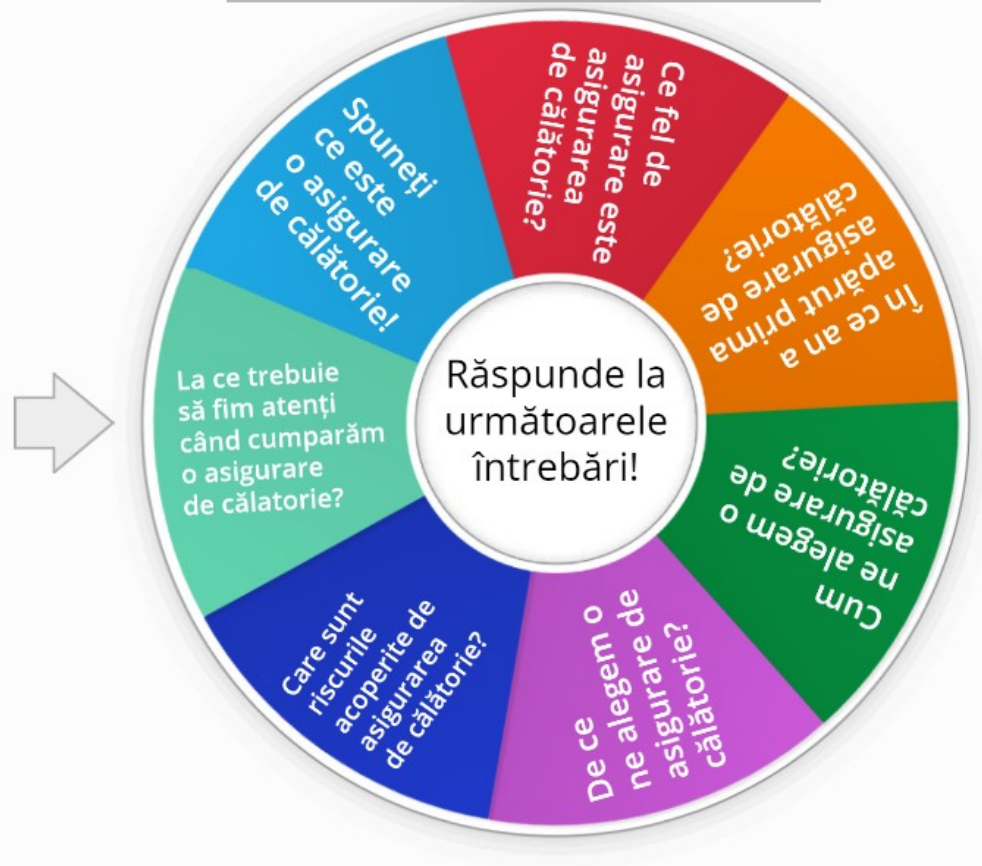 Răspunde la
următoarele
întrebări!
La ce trebuie
să fim atenți
când cumparăm
o asigurare
de călatorie?
Spuneți
ce este
o asigurare
de călătorie!
Ce fel de
asigurare este
asigurarea
de călătorie?
În ce an a
apărut prima
asigurare de
călătorie?
Cum
ne alegem o
asigurare de
călătorie?
De ce
ne alegem o
asigurare de
călătorie?
Care sunt
riscurile
acoperite de
asigurarea
de călătorie?